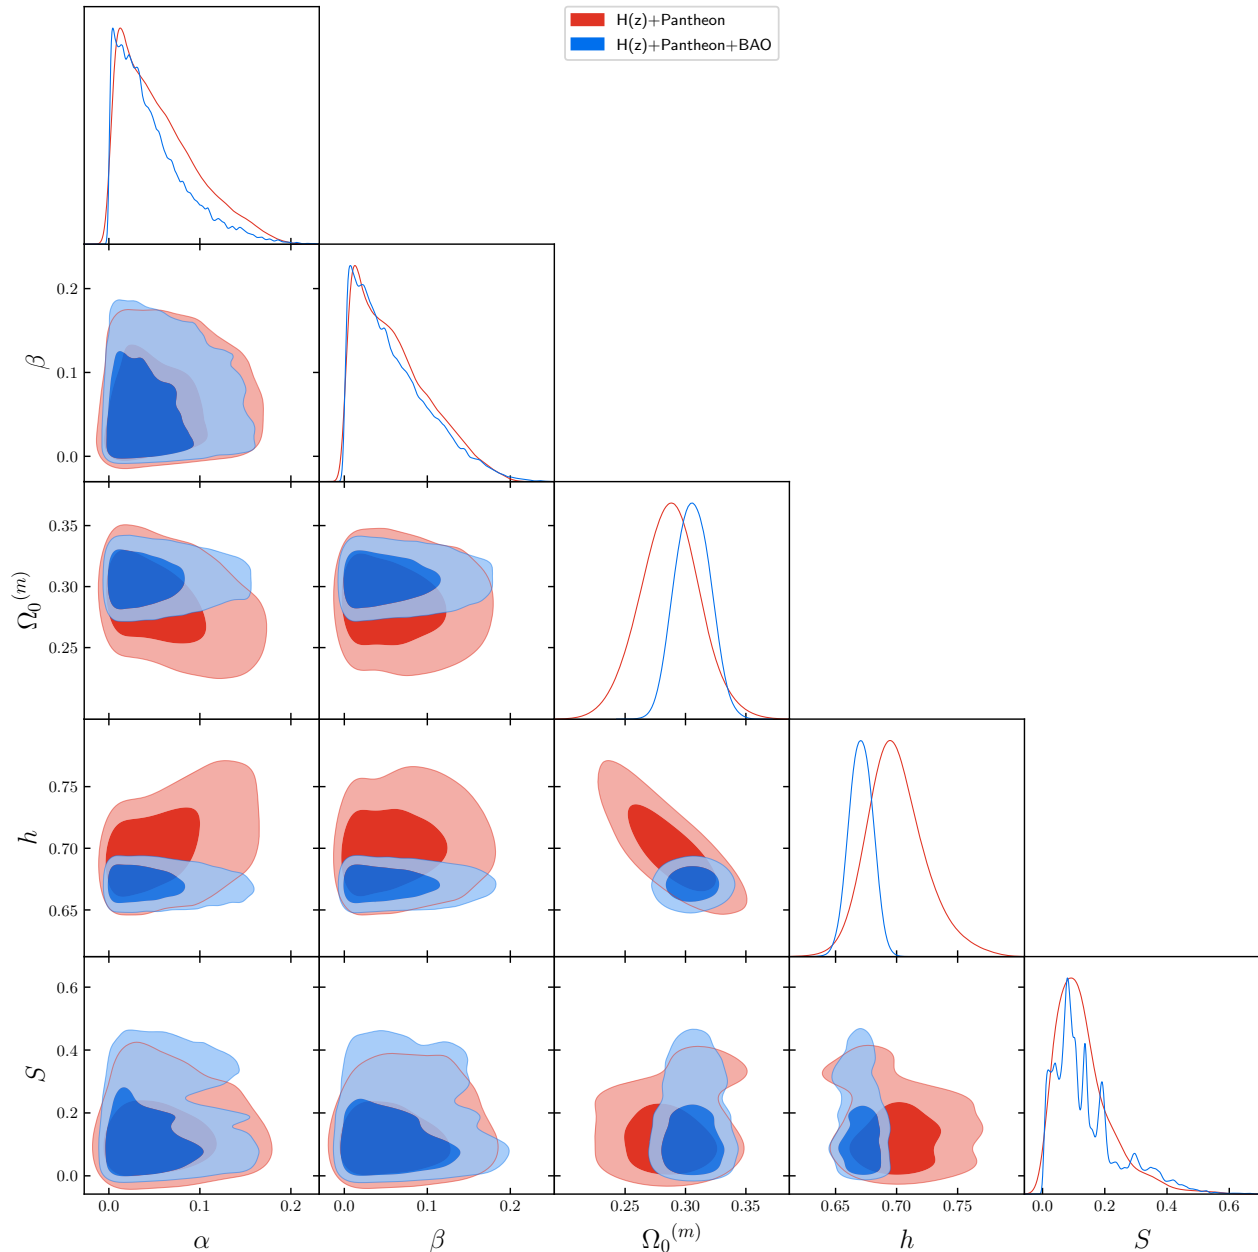 H(z)+Pantheon
H(z)+Pantheon+BAO
β
0.2
0.1
0.0
Ω₀⁽ᵐ⁾
0.35
0.30
0.25
h
0.75
0.70
0.65
S
0.6
0.4
0.2
0.0
0.0 0.2 0.0 0.1 0.2 0.25 0.30 0.35 0.65 0.70 0.75 0.0 0.2 0.4 0.6
α β Ω₀⁽ᵐ⁾ h S